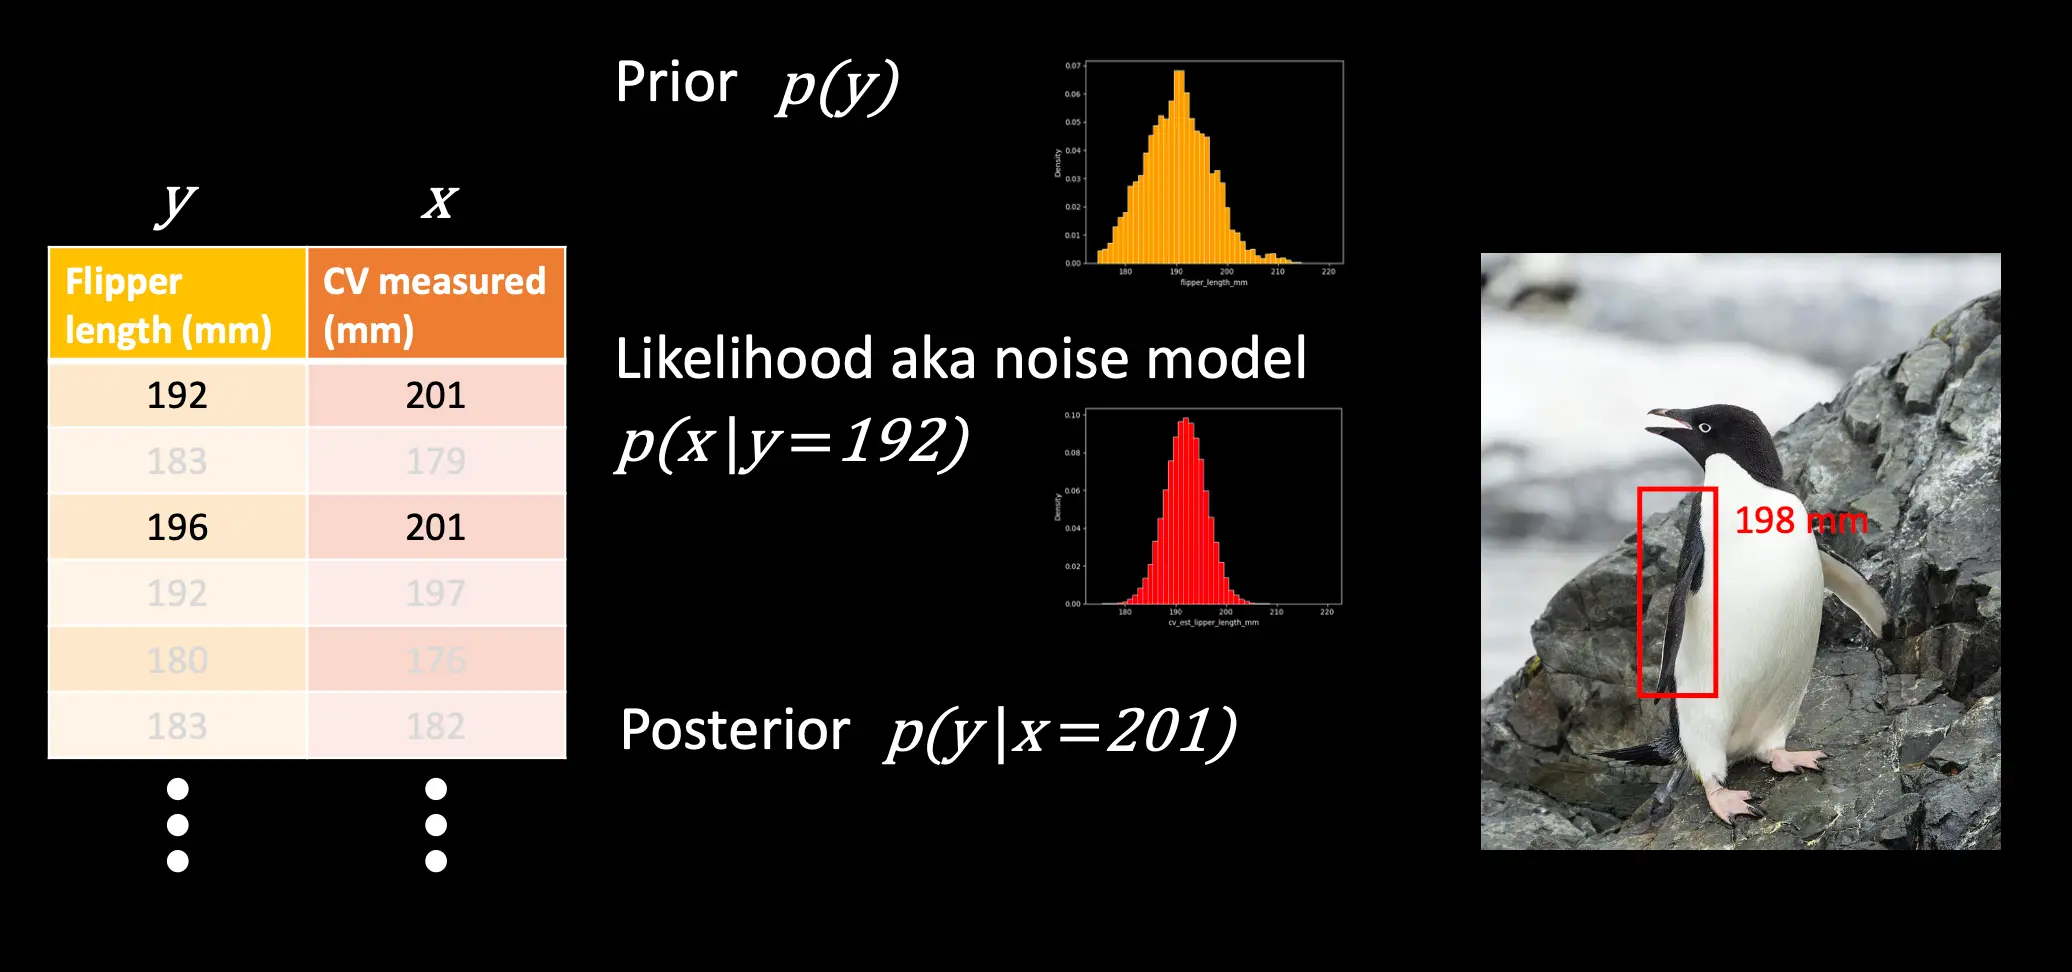 Prior p(y)
0.07
0.06
0.05
0.04
0.03
0.02
0.01
0.00
Density
180 190 200 210 220
flipper_length_mm
y x
Flipper length (mm) CV measured (mm)
192 201
183 179
196 201
192 197
180 176
183 182
Likelihood aka noise model
p(x|y=192)
0.10
0.08
0.06
0.04
0.02
0.00
Density
180 190 200 210 220
cv_est_lipper_length_mm
Posterior p(y|x=201)
198 mm